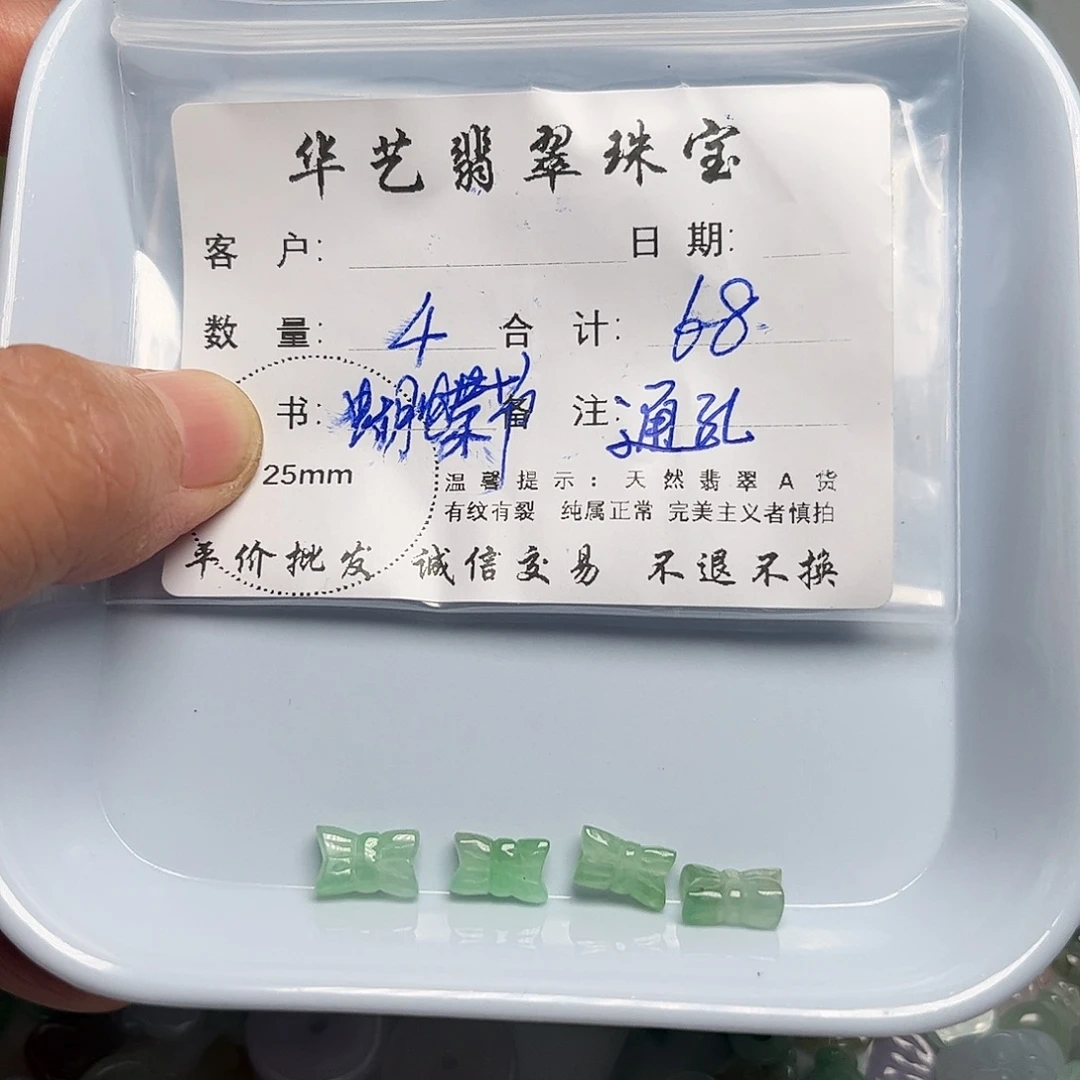 华艺翡翠珠宝
客 户: 日 期:
数 量: 4 合 计: 68
书: 蝴蝶节 备 注: 通孔
25mm
温馨提示: 天然翡翠A货
有纹有裂 纯属正常 完美主义者慎拍
平价批发 诚信交易 不退不换